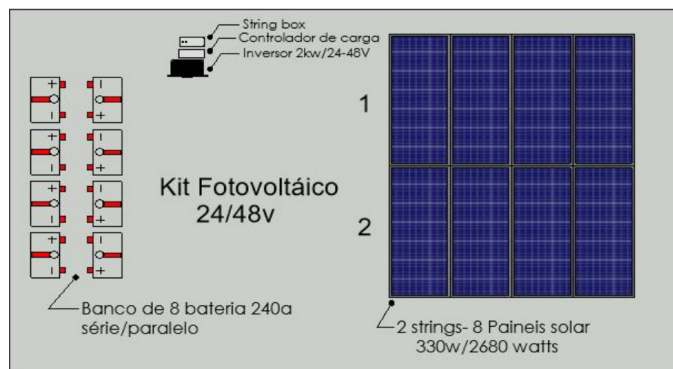 String box
Controlador de carga
Inversor 2kw/24-48V
1
Kit Fotovoltáico
24/48v
2
Banco de 8 bateria 240a
série/paralelo
2 strings- 8 Paineis solar
330w/2680 watts